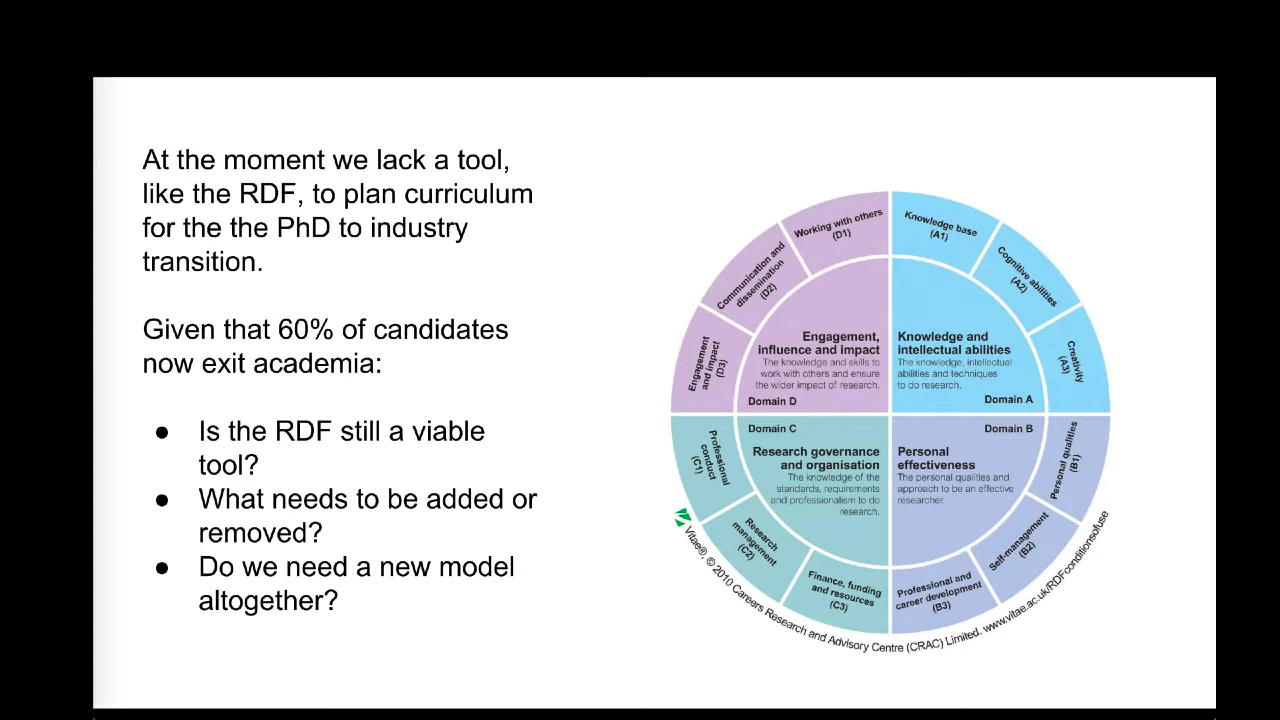 At the moment we lack a tool,
like the RDF, to plan curriculum
for the the PhD to industry
transition.
Given that 60% of candidates
now exit academia:
● Is the RDF still a viable
tool?
● What needs to be added or
removed?
● Do we need a new model
altogether?
Working with others
(D1)
Communication and
dissemination
(D2)
Engagement
and impact
(D3)
Engagement,
influence and impact
The knowledge and skills to
work with others and ensure
the wider impact of research.
Domain D
Knowledge base
(A1)
Cognitive abilities
(A2)
Creativity
(A3)
Knowledge and
intellectual abilities
The knowledge, intellectual
abilities and techniques
to do research.
Domain A
Domain C
Research governance
and organisation
The knowledge of the
standards, requirements
and professionalism to do
research.
Professional
conduct
(C1)
Research
management
(C2)
Finance, funding
and resources
(C3)
Domain B
Personal
effectiveness
The personal qualities and
approach to be an effective
researcher.
Personal qualities
(B1)
Self-management
(B2)
Professional and
career development
(B3)
Vitae®, © 2010 Careers Research and Advisory Centre (CRAC) Limited. www.vitae.ac.uk/RDFconditionsofuse